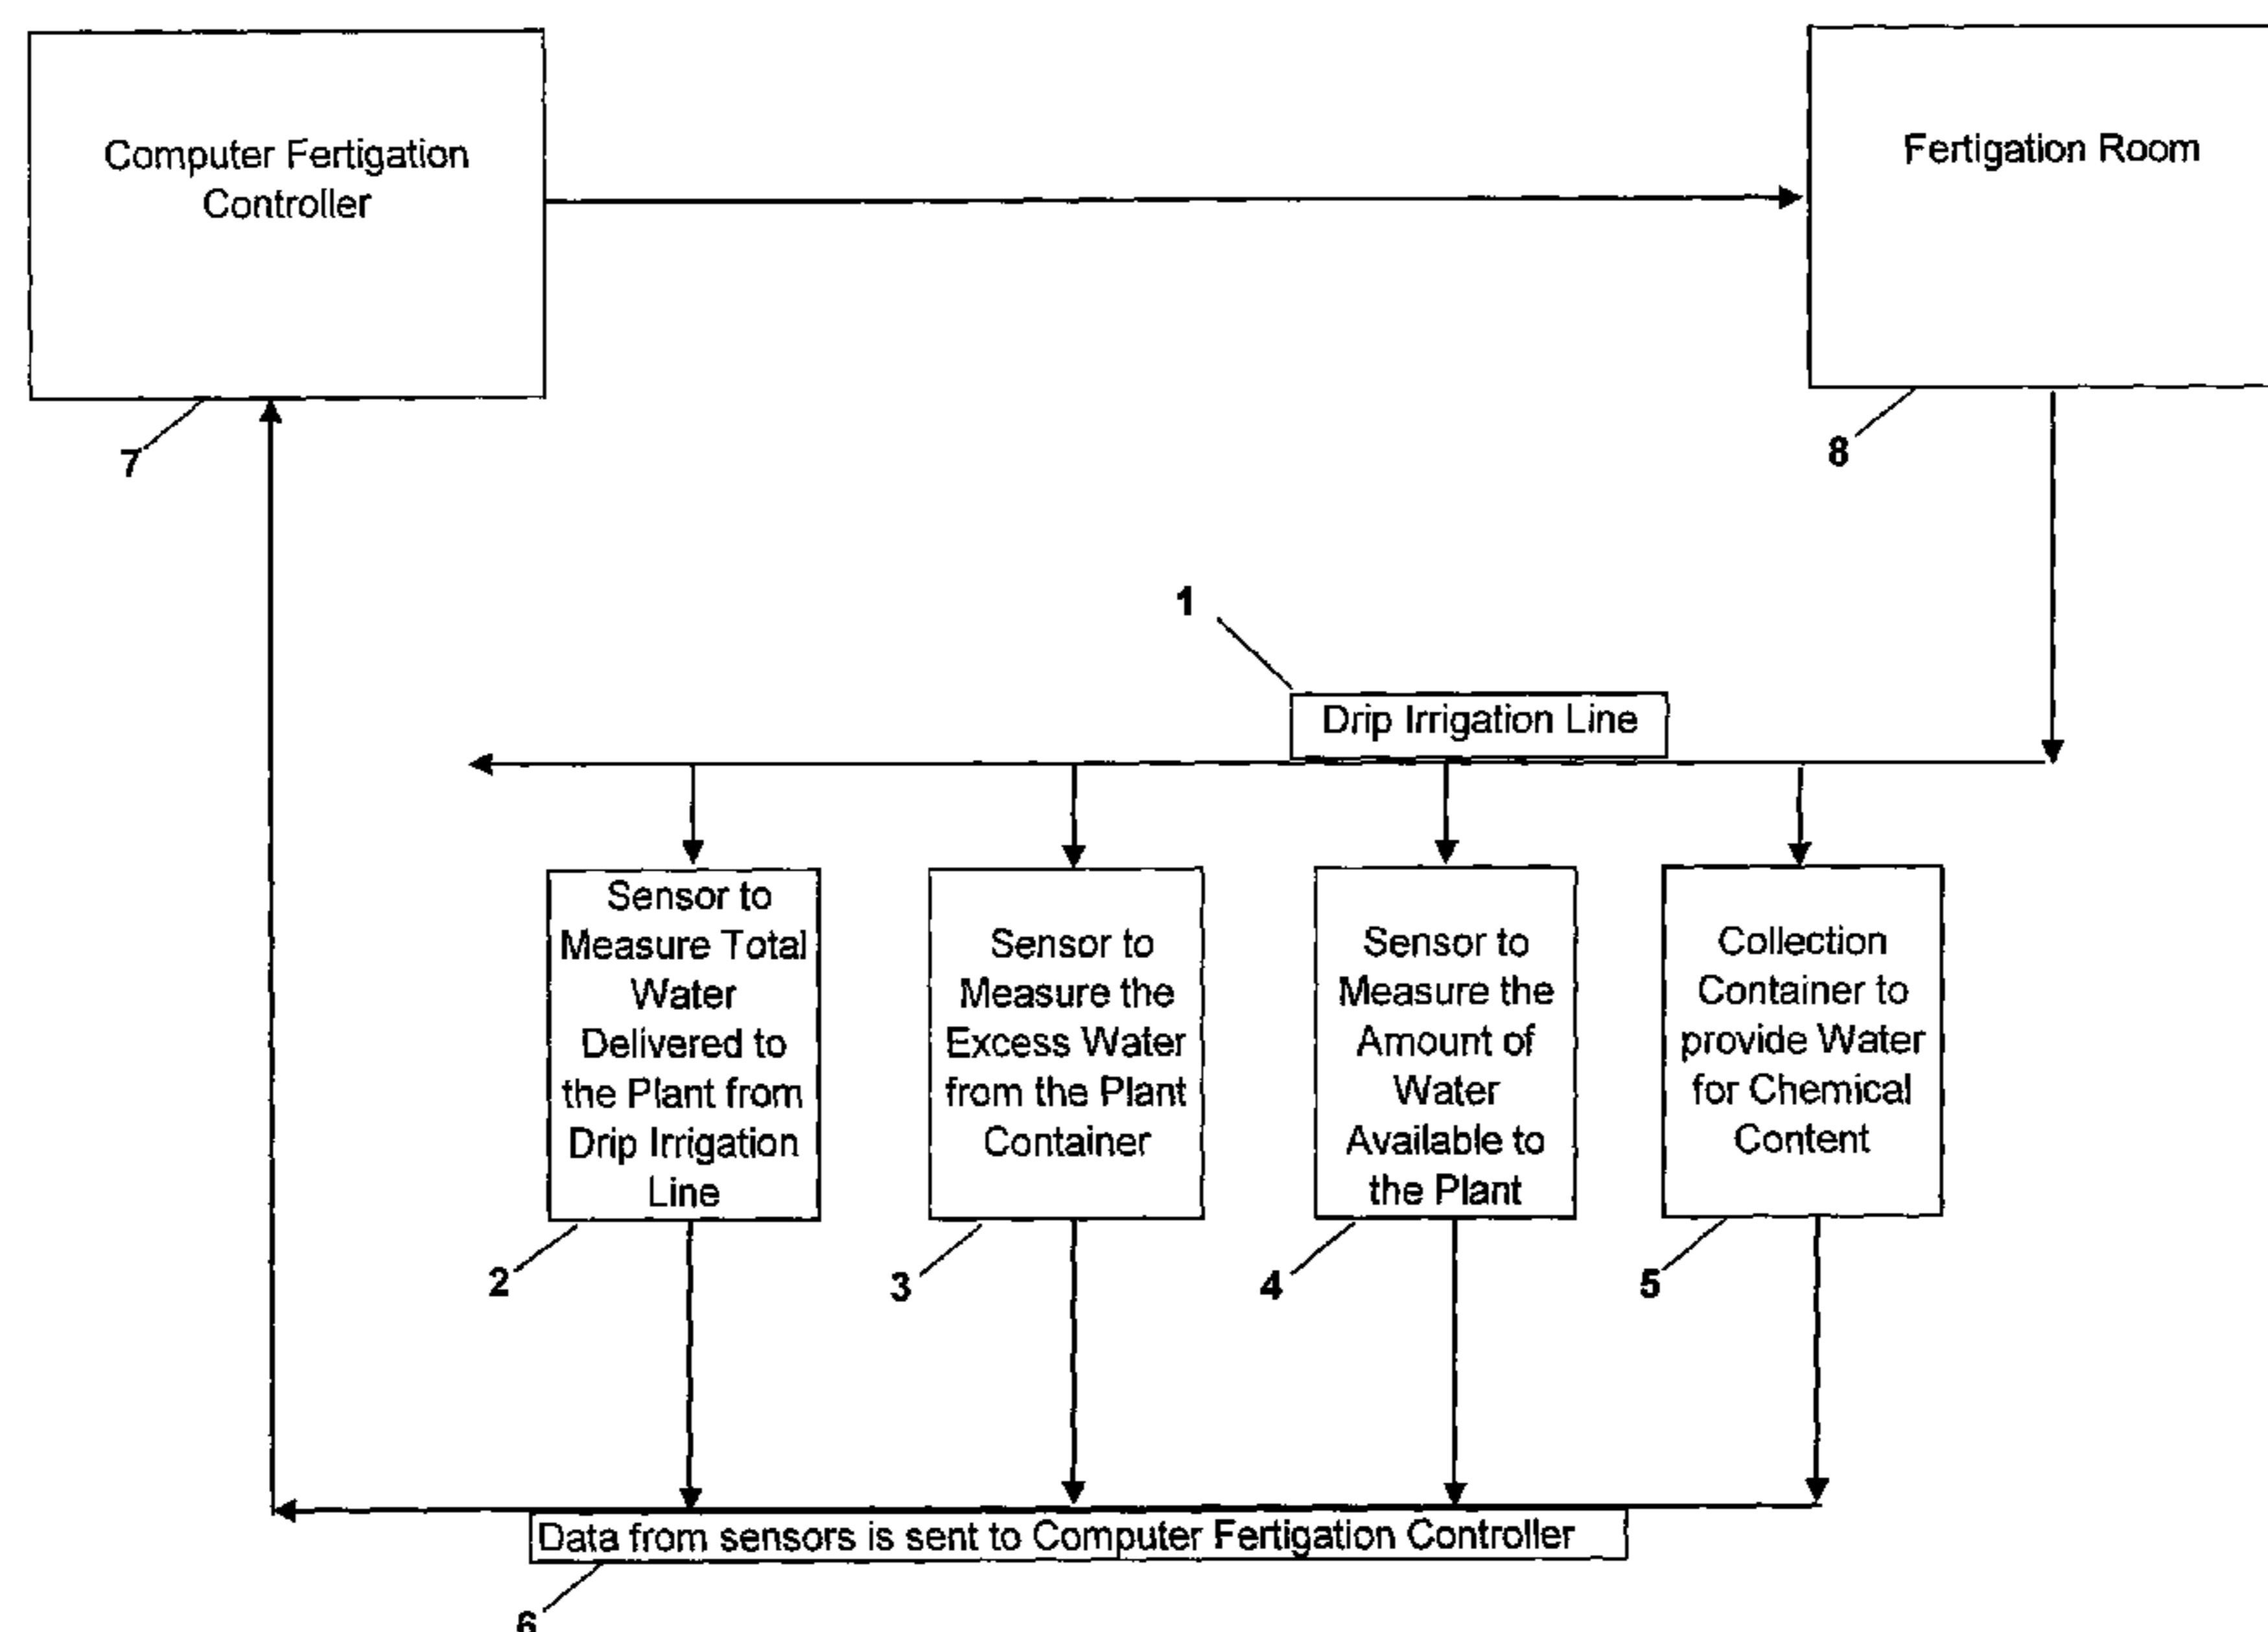 Computer Fertigation
Controller
Fertigation Room
7
8
1
Drip Irrigation Line
Sensor to
Measure Total
Water
Delivered to
the Plant from
Drip Irrigation
Line
Sensor to
Measure the
Excess Water
from the Plant
Container
Sensor to
Measure the
Amount of
Water
Available to
the Plant
Collection
Container to
provide Water
for Chemical
Content
2
3
4
5
Data from sensors is sent to Computer Fertigation Controller
6